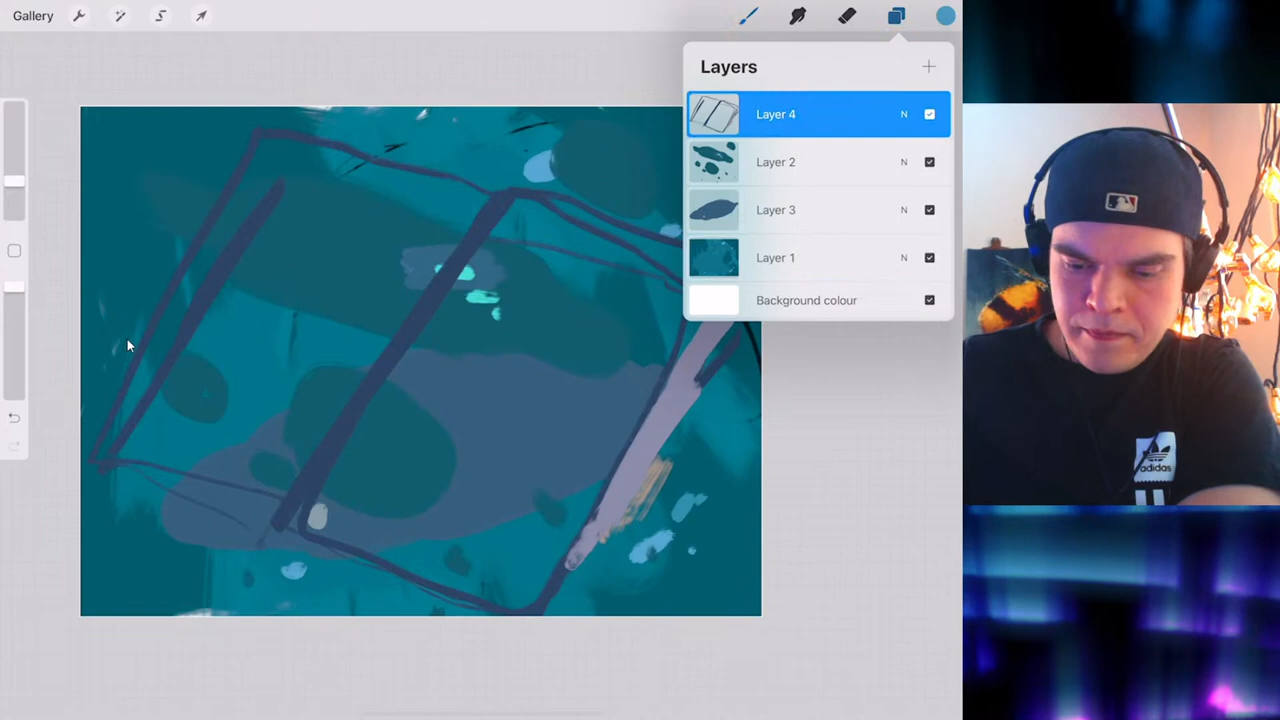 Gallery
Layers
Layer 4
N
Layer 2
N
Layer 3
N
Layer 1
N
Background colour
adidas